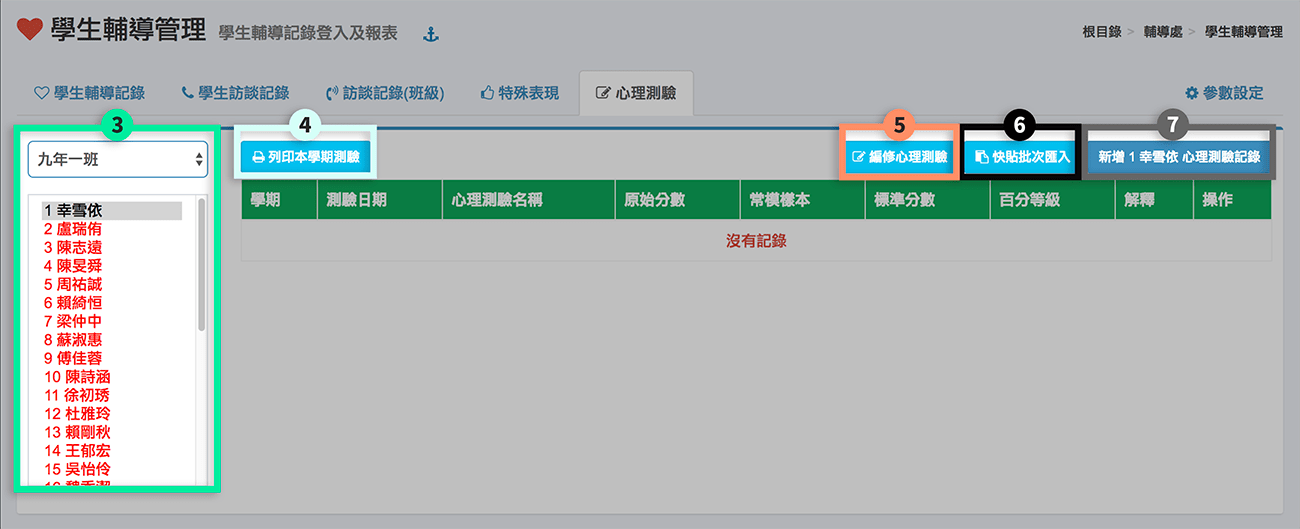 學生輔導管理 學生輔導記錄登入及報表
根目錄 > 輔導處 > 學生輔導管理
學生輔導記錄 學生訪談記錄 訪談記錄(班級) 特殊表現 心理測驗 參數設定
3 4 5 6 7
九年一班
列印本學期測驗 編修心理測驗 快貼批次匯入 新增 1 幸雪依 心理測驗記錄
學期 測驗日期 心理測驗名稱 原始分數 常模樣本 標準分數 百分等級 解釋 操作
沒有記錄
1 幸雪依
2 盧瑞侑
3 陳志遠
4 陳旻舜
5 周祐誠
6 賴綺恒
7 梁仲中
8 蘇淑惠
9 傅佳蓉
10 陳詩涵
11 徐初琇
12 杜雅玲
13 賴剛秋
14 王郁宏
15 吳怡伶